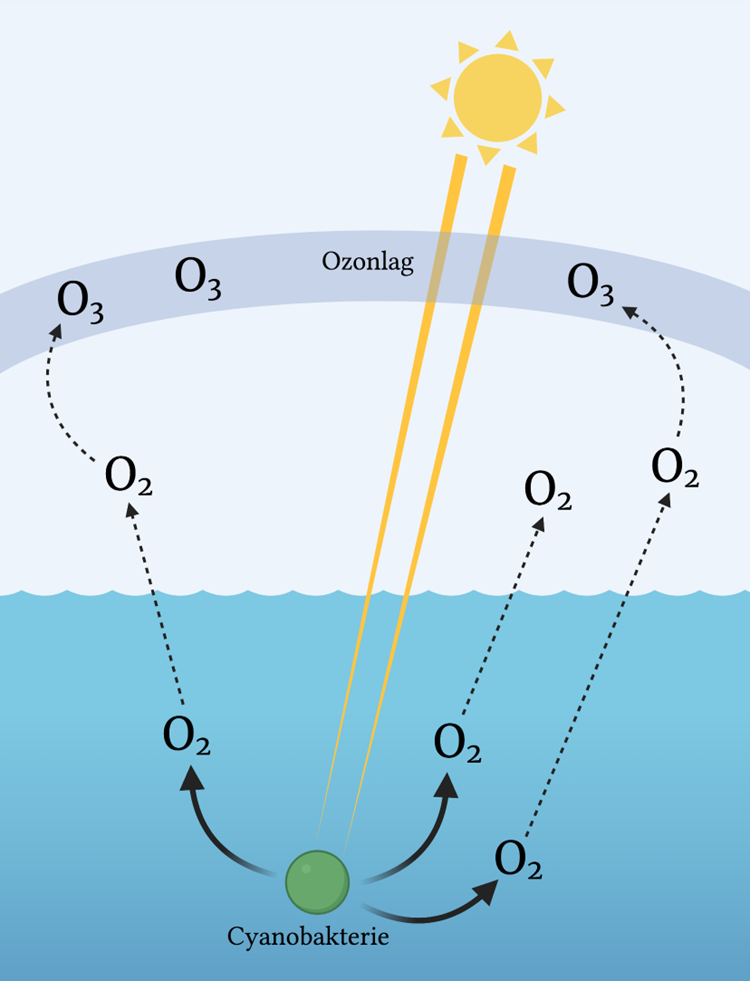 Ozonlag
O₃
O₃
O₃
O₂
O₂
O₂
O₂
O₂
O₂
Cyanobakterie